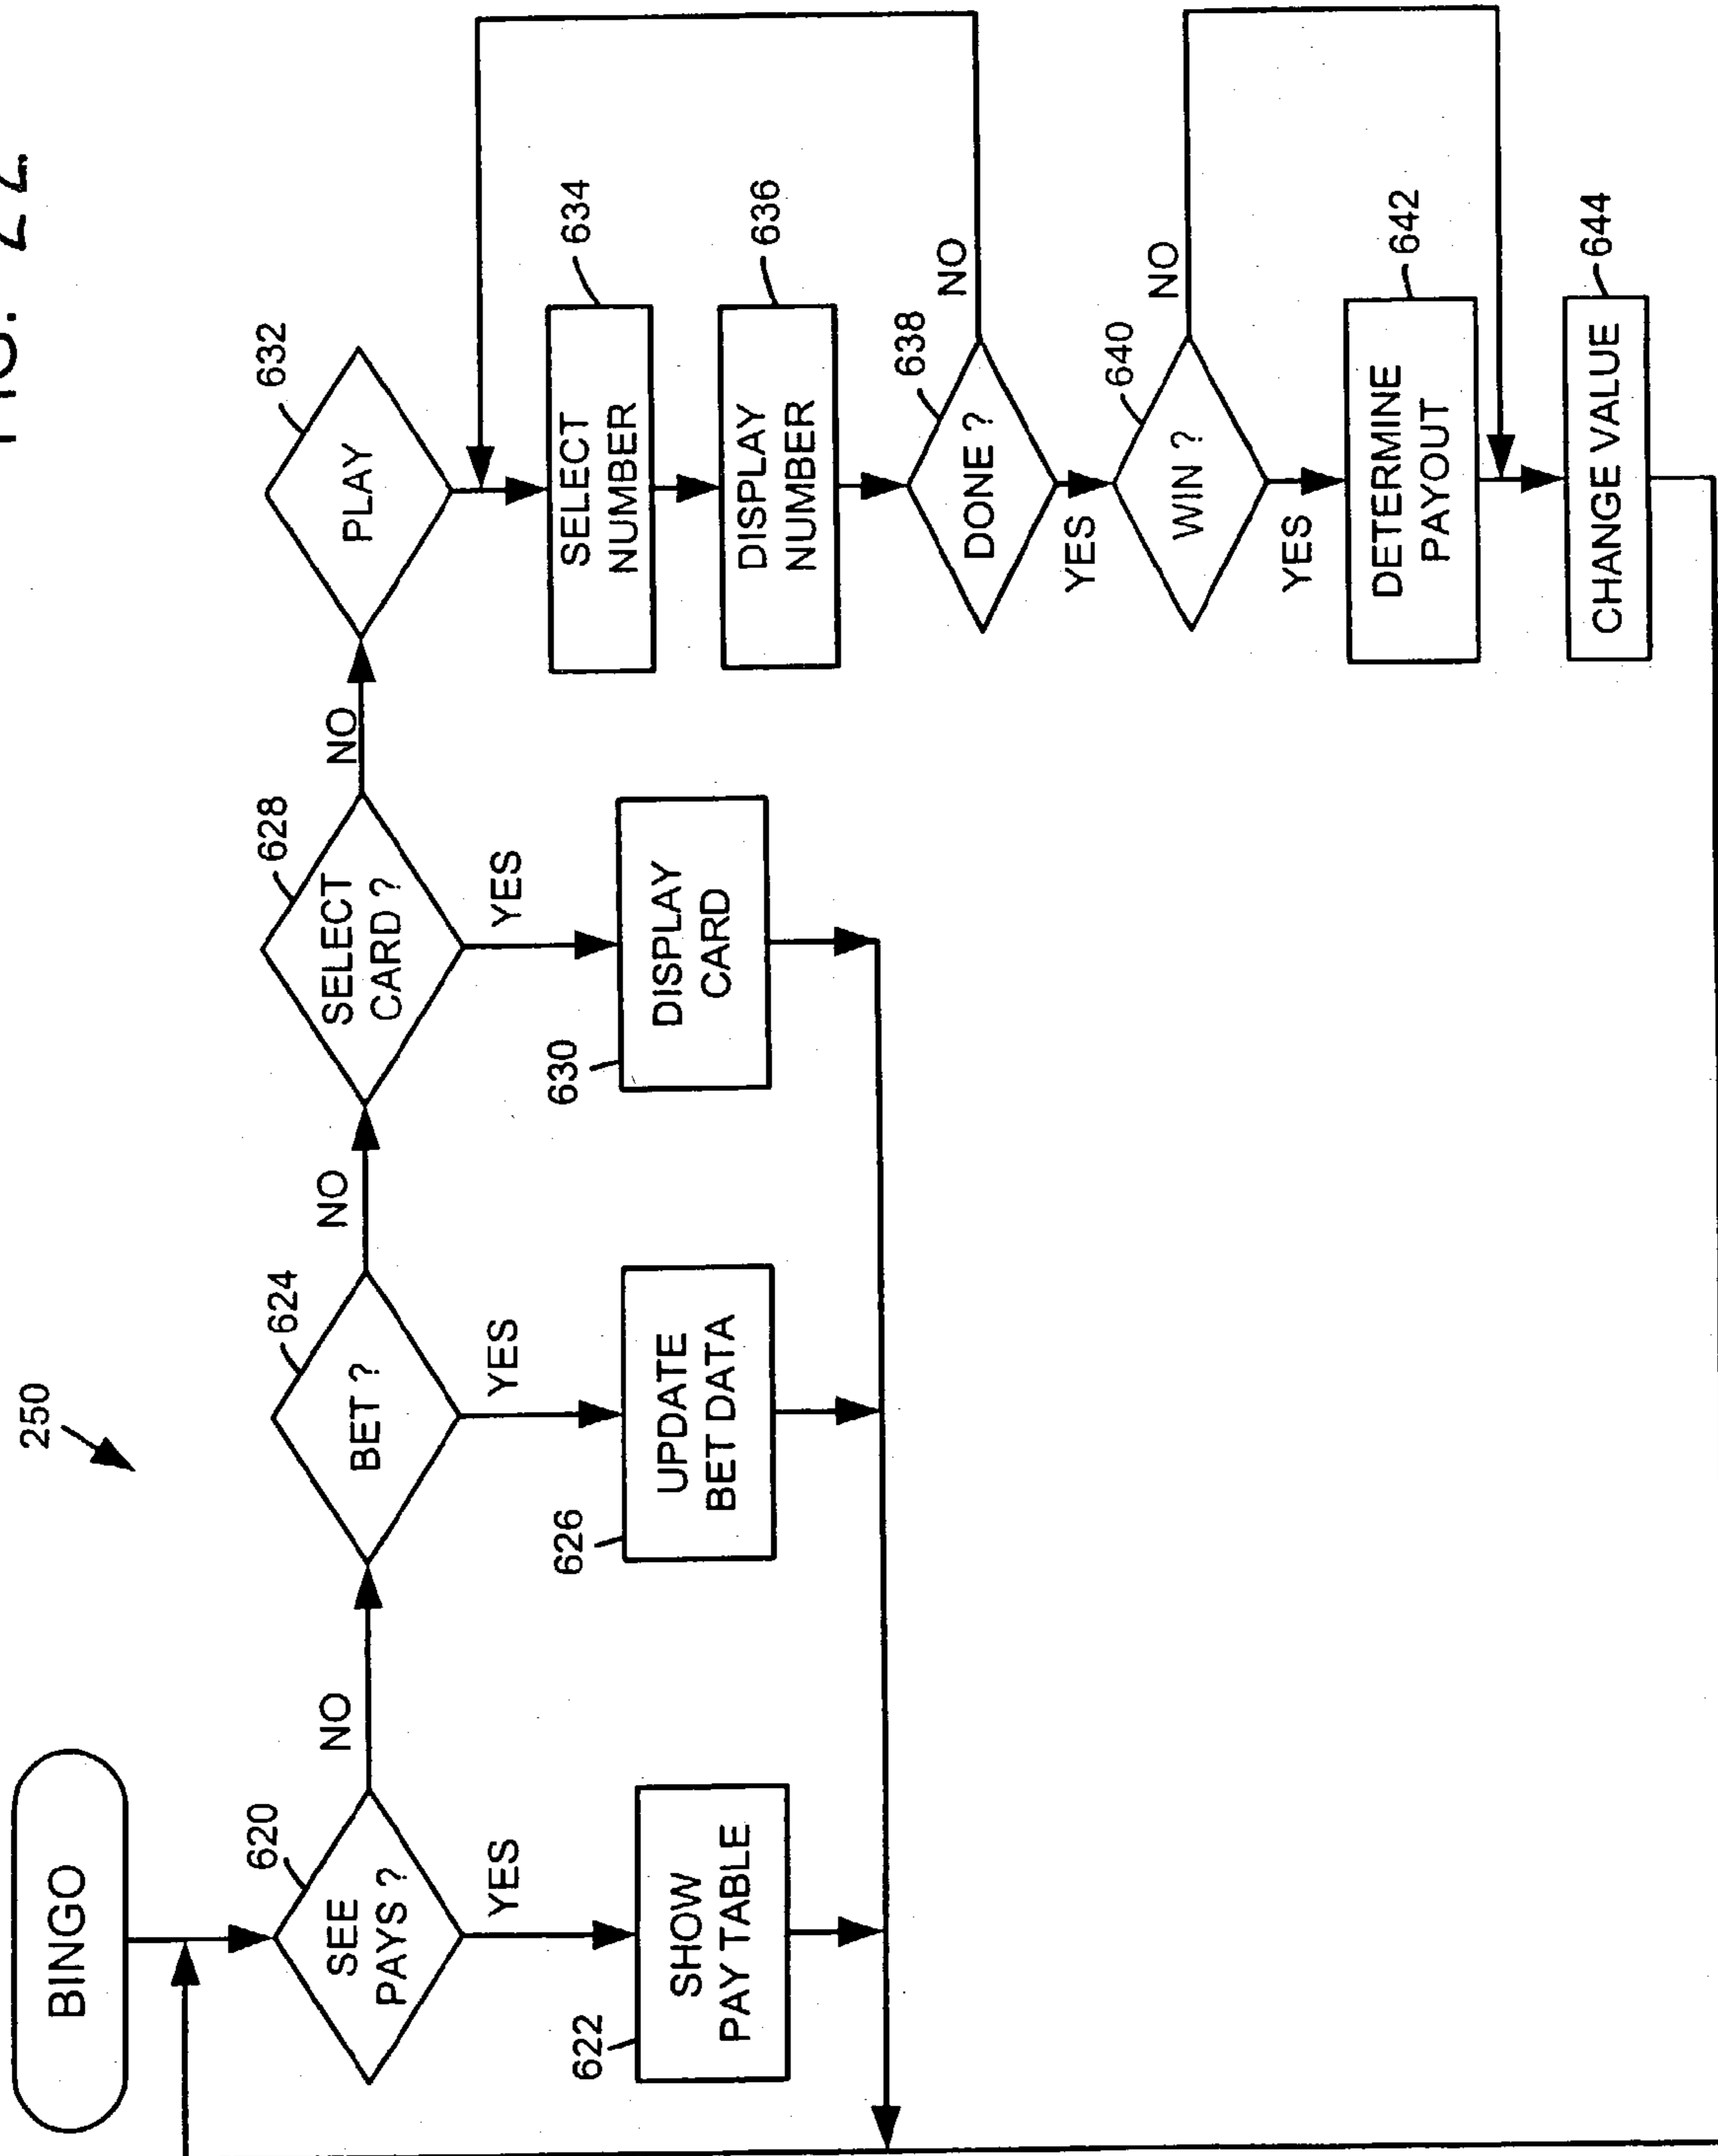 250
BINGO
620
SEE
PAYS ?
YES
NO
622
SHOW
PAY TABLE
624
BET ?
YES
NO
626
UPDATE
BET DATA
628
SELECT
CARD ?
YES
NO
630
DISPLAY
CARD
632
PLAY
634
SELECT
NUMBER
636
DISPLAY
NUMBER
638
DONE ?
NO
YES
640
WIN ?
NO
YES
642
DETERMINE
PAYOUT
644
CHANGE VALUE